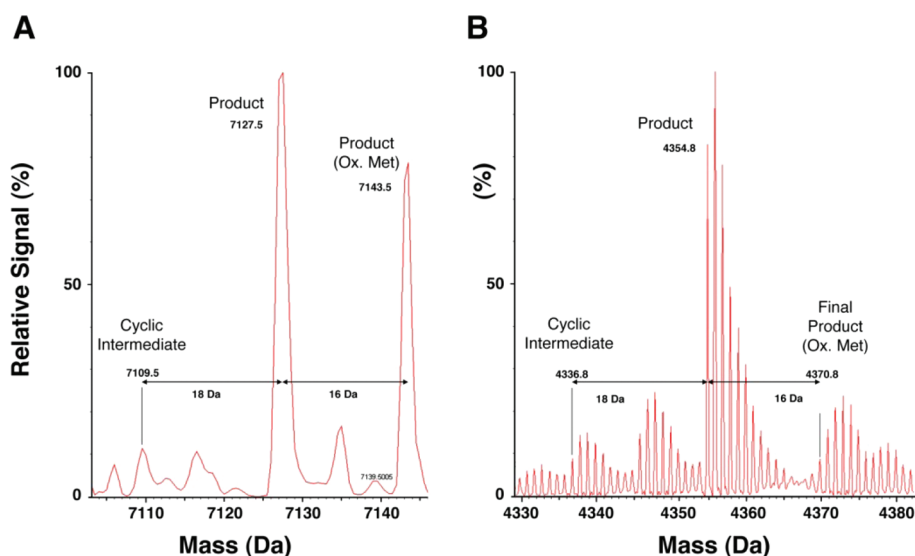 A
Relative Signal (%)
100
50
0
Product
7127.5
Product
(Ox. Met)
7143.5
Cyclic
Intermediate
7109.5
18 Da
16 Da
7139.5005
7110
7120
7130
7140
Mass (Da)
B
(%)
100
50
0
Product
4354.8
Cyclic
Intermediate
4336.8
Final
Product
(Ox. Met)
4370.8
18 Da
16 Da
4330
4340
4350
4360
4370
4380
Mass (Da)